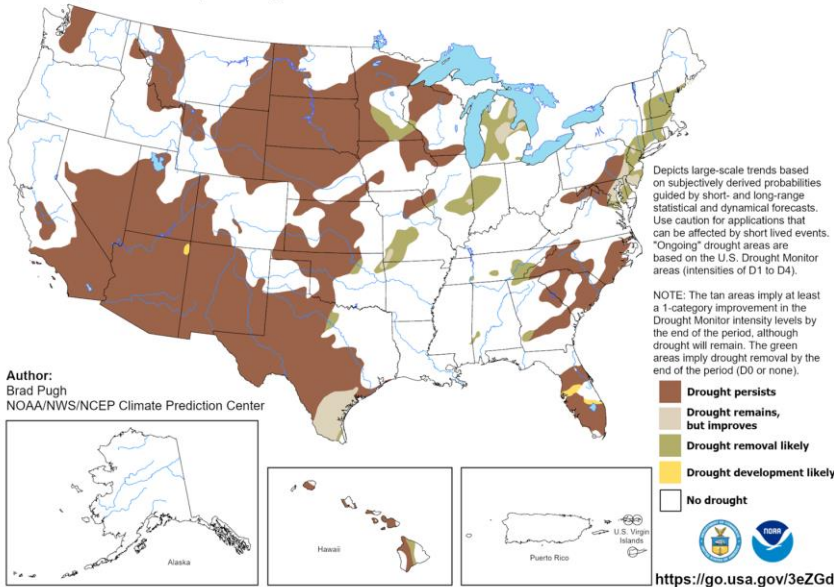 Depicts large-scale trends based
on subjectively derived probabilities
guided by short- and long-range
statistical and dynamical forecasts.
Use caution for applications that
can be affected by short lived events.
"Ongoing" drought areas are
based on the U.S. Drought Monitor
areas (intensities of D1 to D4).
NOTE: The tan areas imply at least
a 1-category improvement in the
Drought Monitor intensity levels by
the end of the period, although
drought will remain. The green
areas imply drought removal by the
end of the period (D0 or none).
Author:
Brad Pugh
NOAA/NWS/NCEP Climate Prediction Center
Drought persists
Drought remains,
but improves
Drought removal likely
Drought development likely
No drought
Alaska
Hawaii
Puerto Rico
U.S. Virgin
Islands
NOAA
https://go.usa.gov/3eZGd